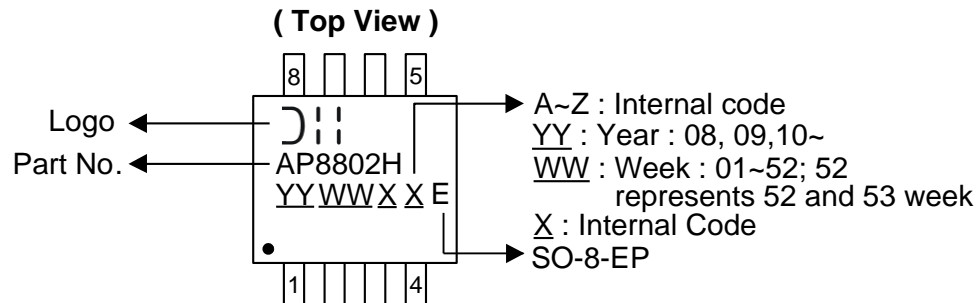 ( Top View )
8 5
Logo
Part No.
AP8802H
YY WW X X E
1 4
A~Z : Internal code
YY : Year : 08, 09,10~
WW : Week : 01~52; 52
represents 52 and 53 week
X : Internal Code
SO-8-EP